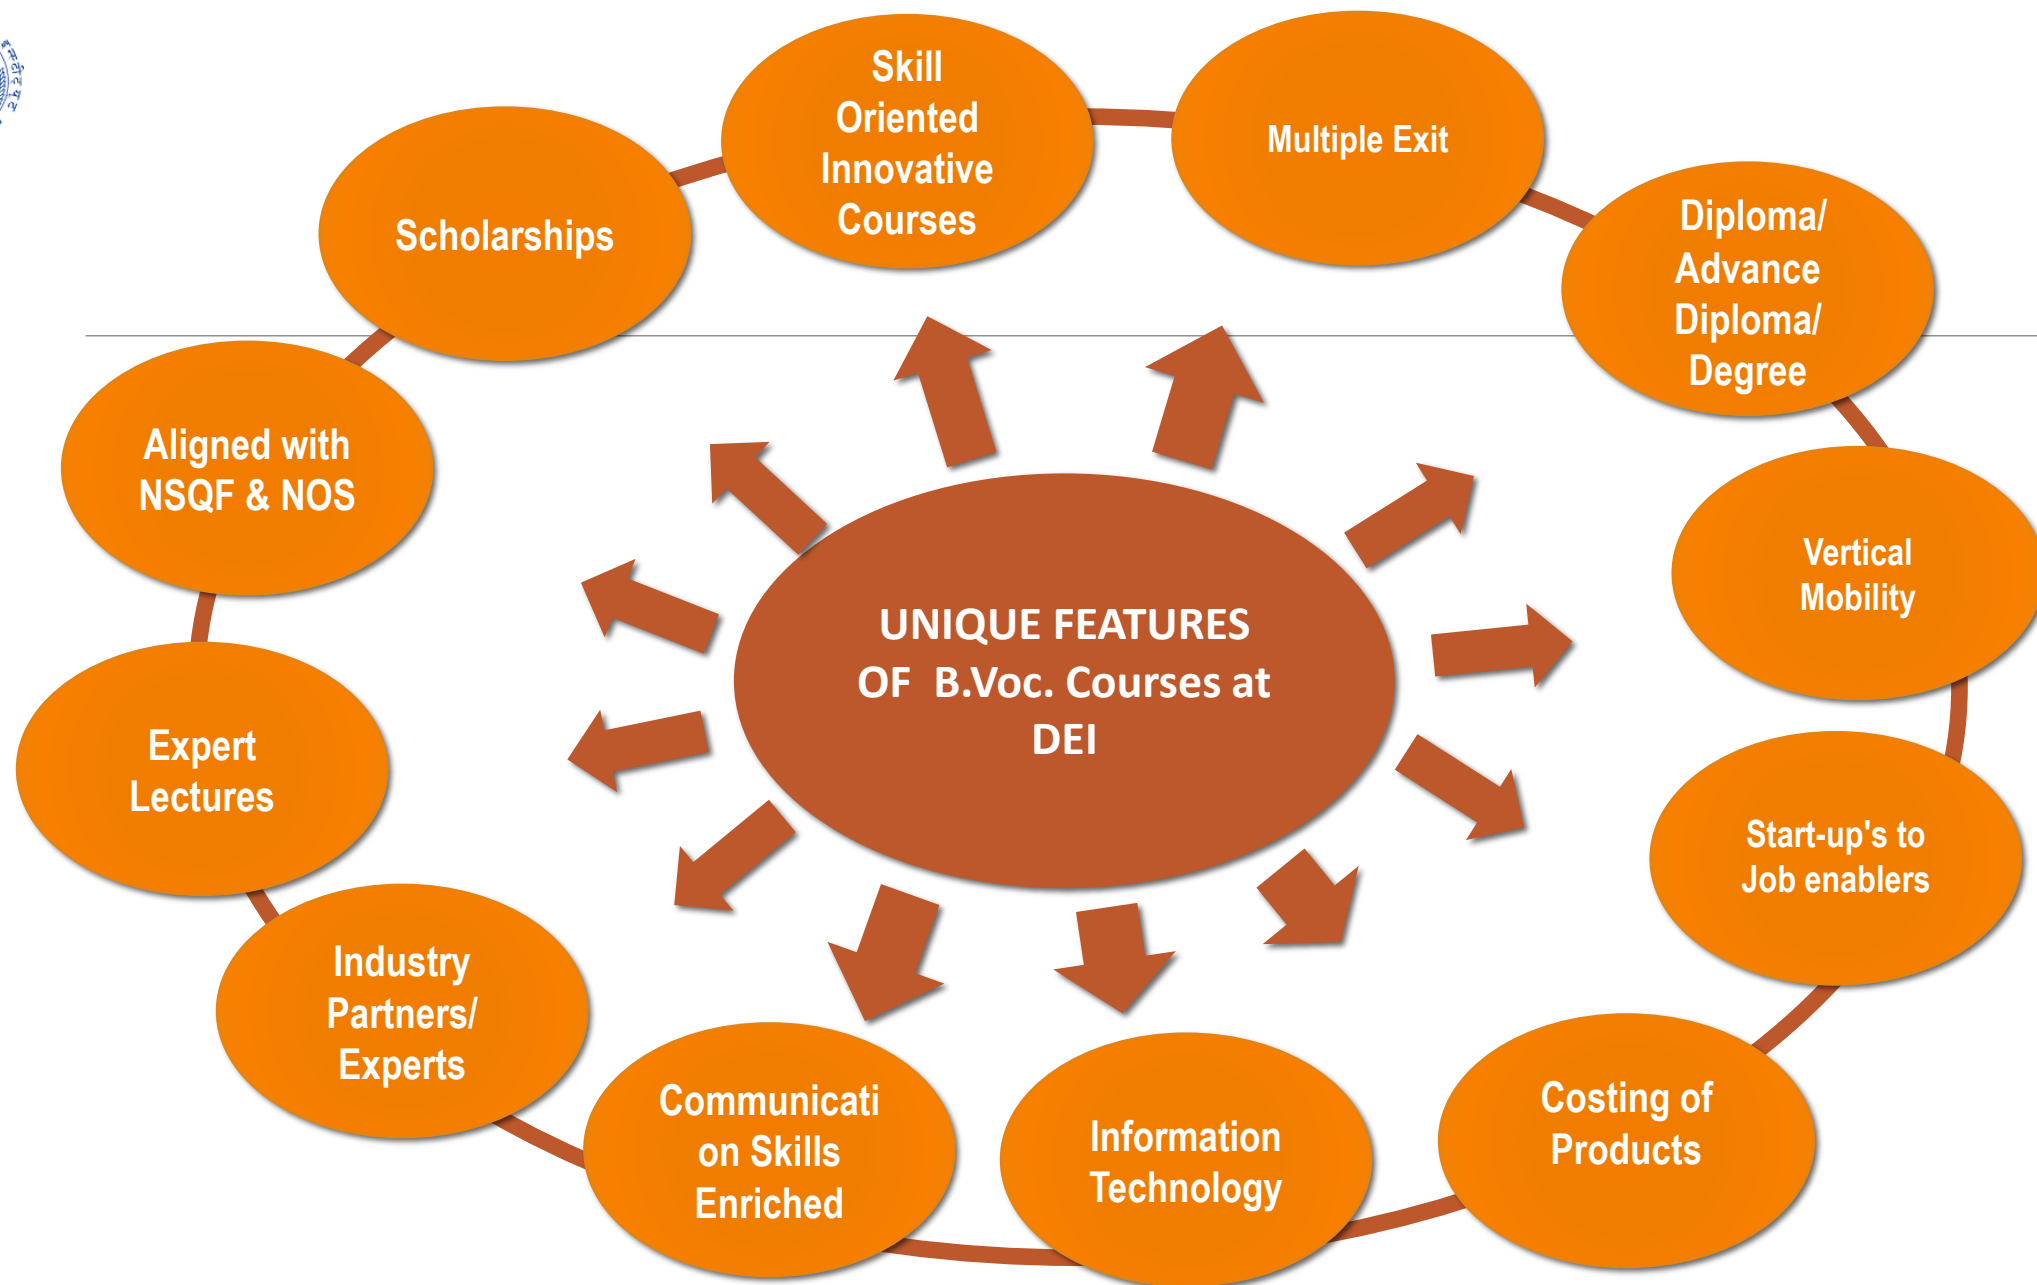 Skill
Oriented
Innovative
Courses
Multiple Exit
Diploma/
Advance
Diploma/
Degree
Vertical
Mobility
Start-up's to
Job enablers
Costing of
Products
Information
Technology
Communicati
on Skills
Enriched
Industry
Partners/
Experts
Expert
Lectures
Aligned with
NSQF & NOS
Scholarships
UNIQUE FEATURES
OF B.Voc. Courses at
DEI